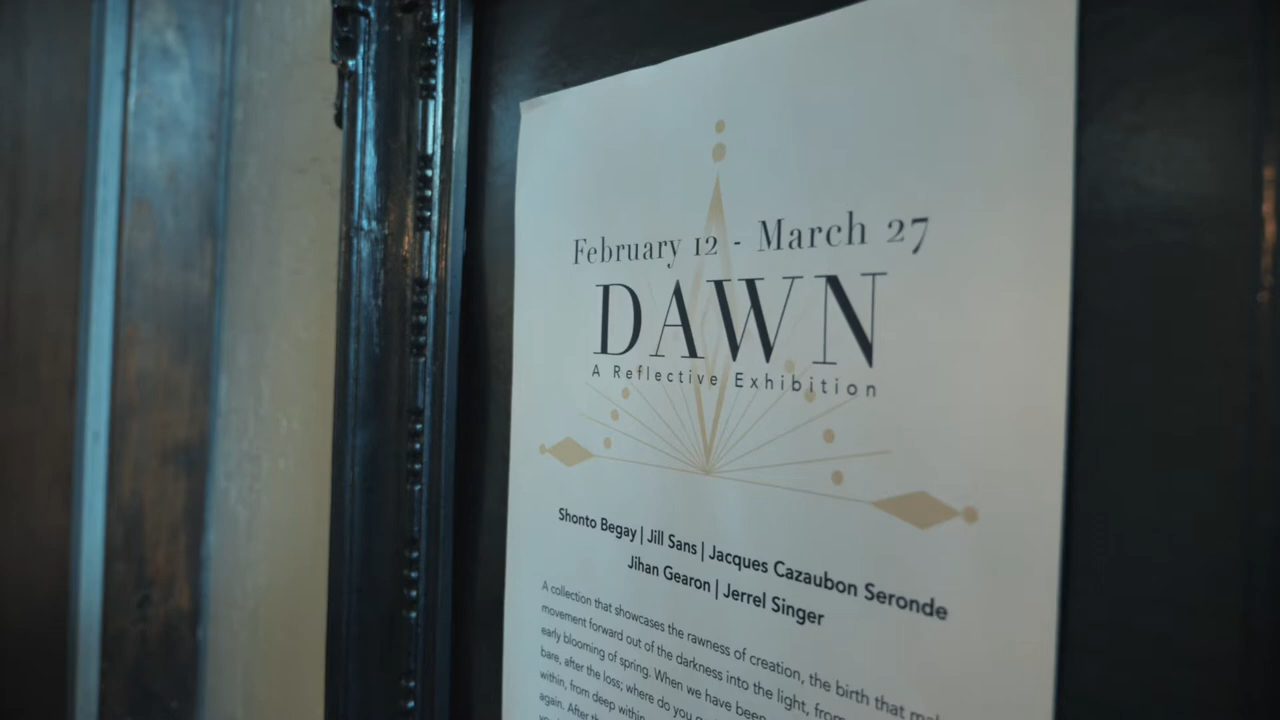 February 12 - March 27
DAWN
A Reflective Exhibition
Shonto Begay | Jill Sans | Jacques Cazaubon Seronde
Jihan Gearon | Jerrel Singer
A collection that showcases the rawness of creation, the birth that
movement forward out of the darkness into the light, from
early blooming of spring. When we have been
bare, after the loss; where do you
within, from deep within
again. After